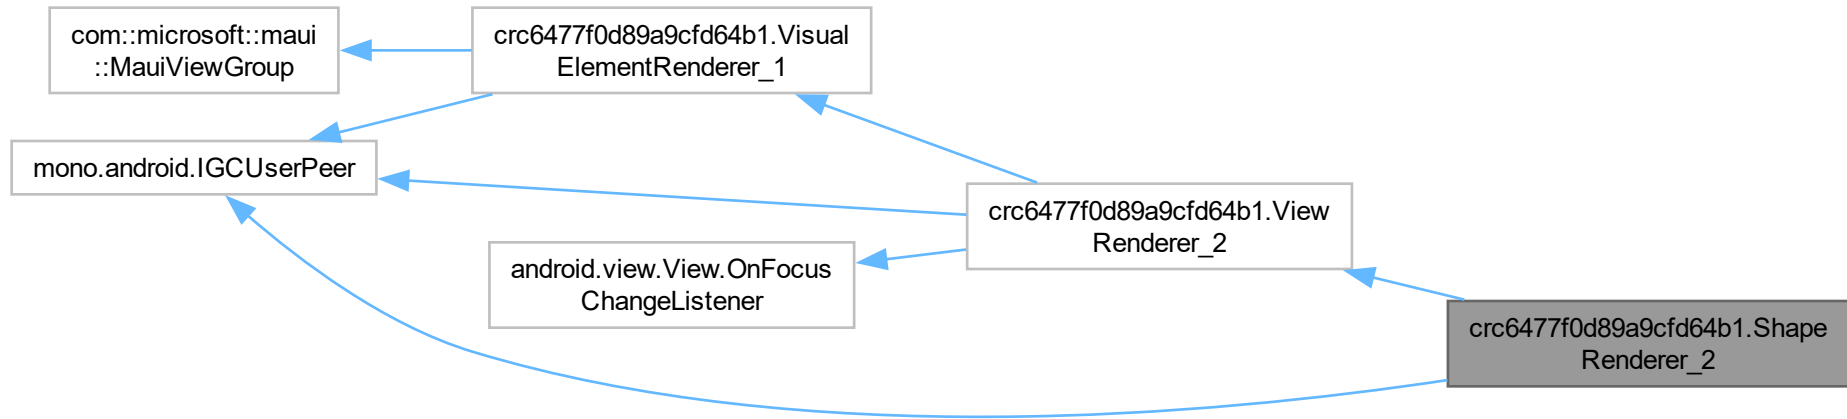 com::microsoft::maui
::MauiViewGroup
crc6477f0d89a9cfd64b1.Visual
ElementRenderer_1
mono.android.IGCUserPeer
crc6477f0d89a9cfd64b1.View
Renderer_2
android.view.View.OnFocus
ChangeListener
crc6477f0d89a9cfd64b1.Shape
Renderer_2